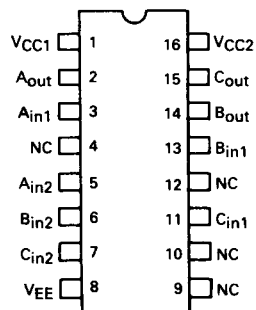 VCC1 1 16 VCC2
Aout 2 15 Cout
Ain1 3 14 Bout
NC 4 13 Bin1
Ain2 5 12 NC
Bin2 6 11 Cin1
Cin2 7 10 NC
VEE 8 9 NC